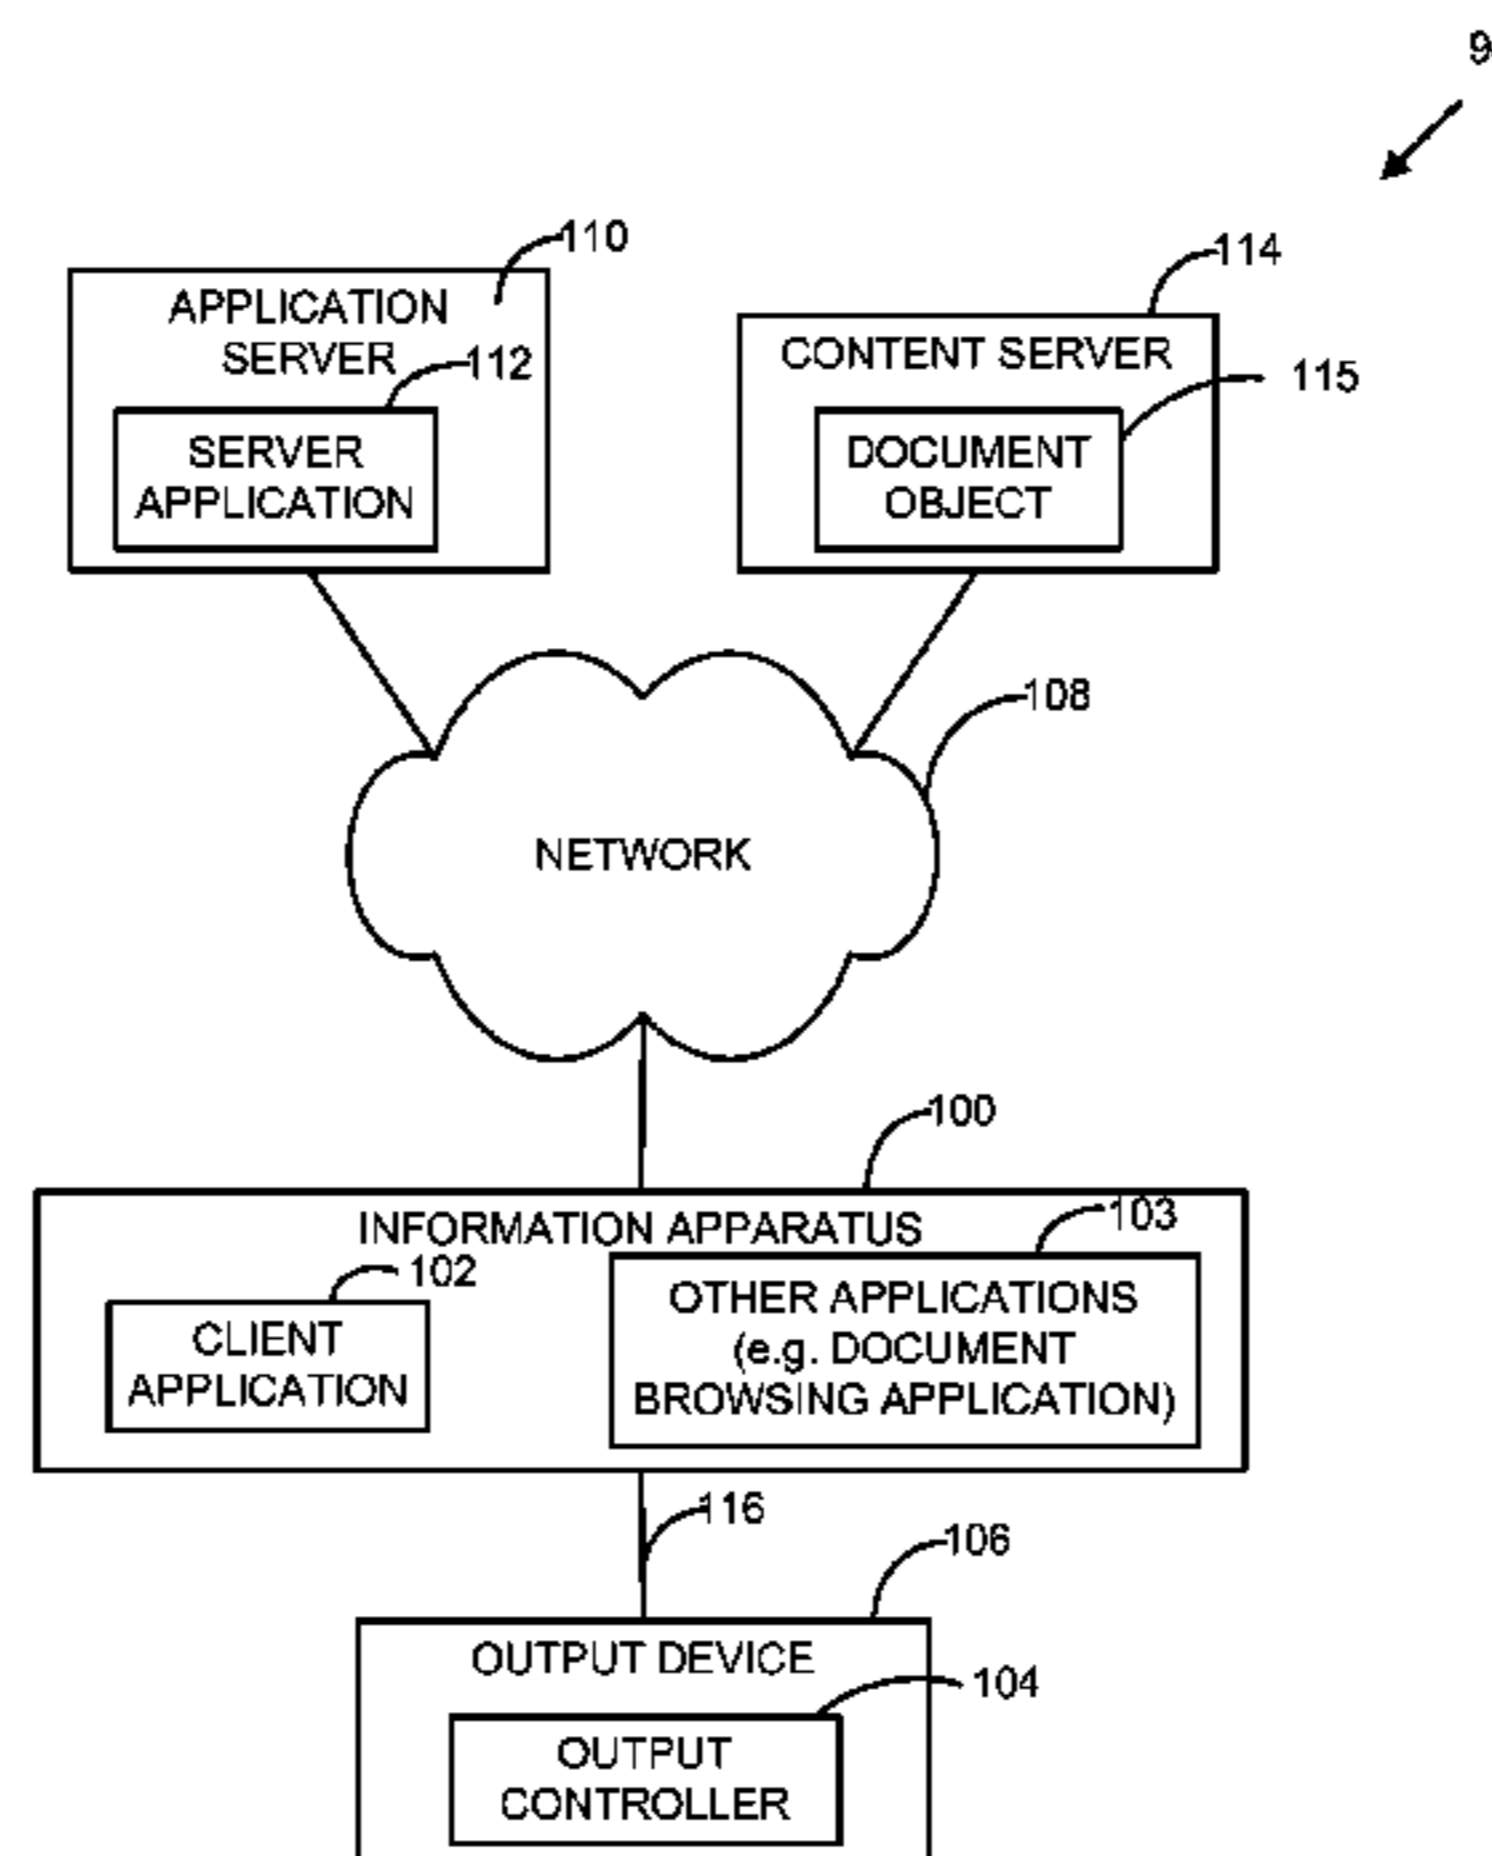 9
110
APPLICATION
SERVER
112
SERVER
APPLICATION
114
CONTENT SERVER
115
DOCUMENT
OBJECT
108
NETWORK
100
INFORMATION APPARATUS
103
102
CLIENT
APPLICATION
OTHER APPLICATIONS
(e.g. DOCUMENT
BROWSING APPLICATION)
116
106
OUTPUT DEVICE
104
OUTPUT
CONTROLLER